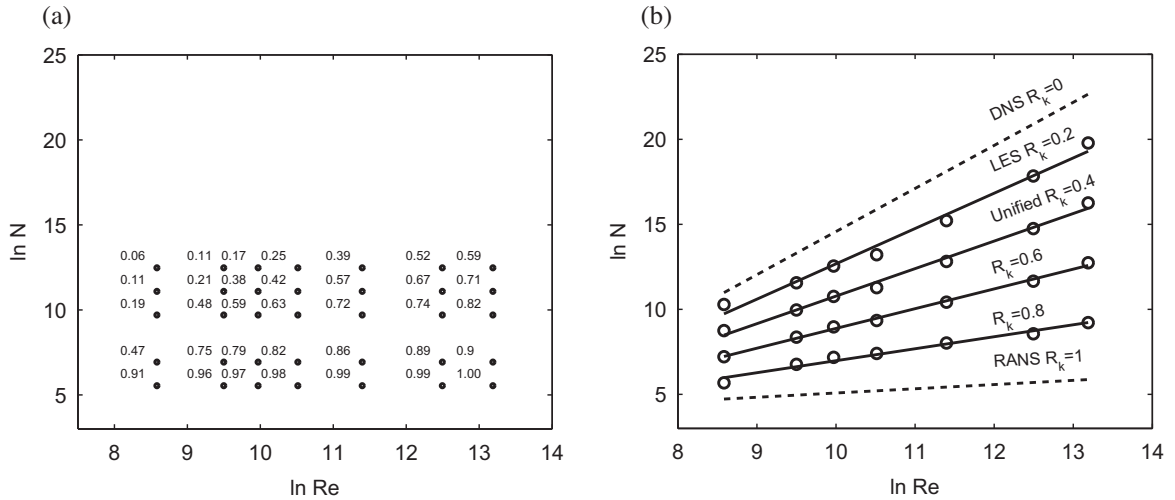 (a)
25
20
15
10
5
ln N
0.06 0.11 0.17 0.25 0.39 0.52 0.59
0.11 0.21 0.38 0.42 0.57 0.67 0.71
0.19 0.48 0.59 0.63 0.72 0.74 0.82
0.47 0.75 0.79 0.82 0.86 0.89 0.9
0.91 0.96 0.97 0.98 0.99 0.99 1.00
8 9 10 11 12 13 14
ln Re
(b)
25
20
15
10
5
ln N
DNS R_k=0
LES R_k=0.2
Unified R_k=0.4
R_k=0.6
R_k=0.8
RANS R_k=1
8 9 10 11 12 13 14
ln Re